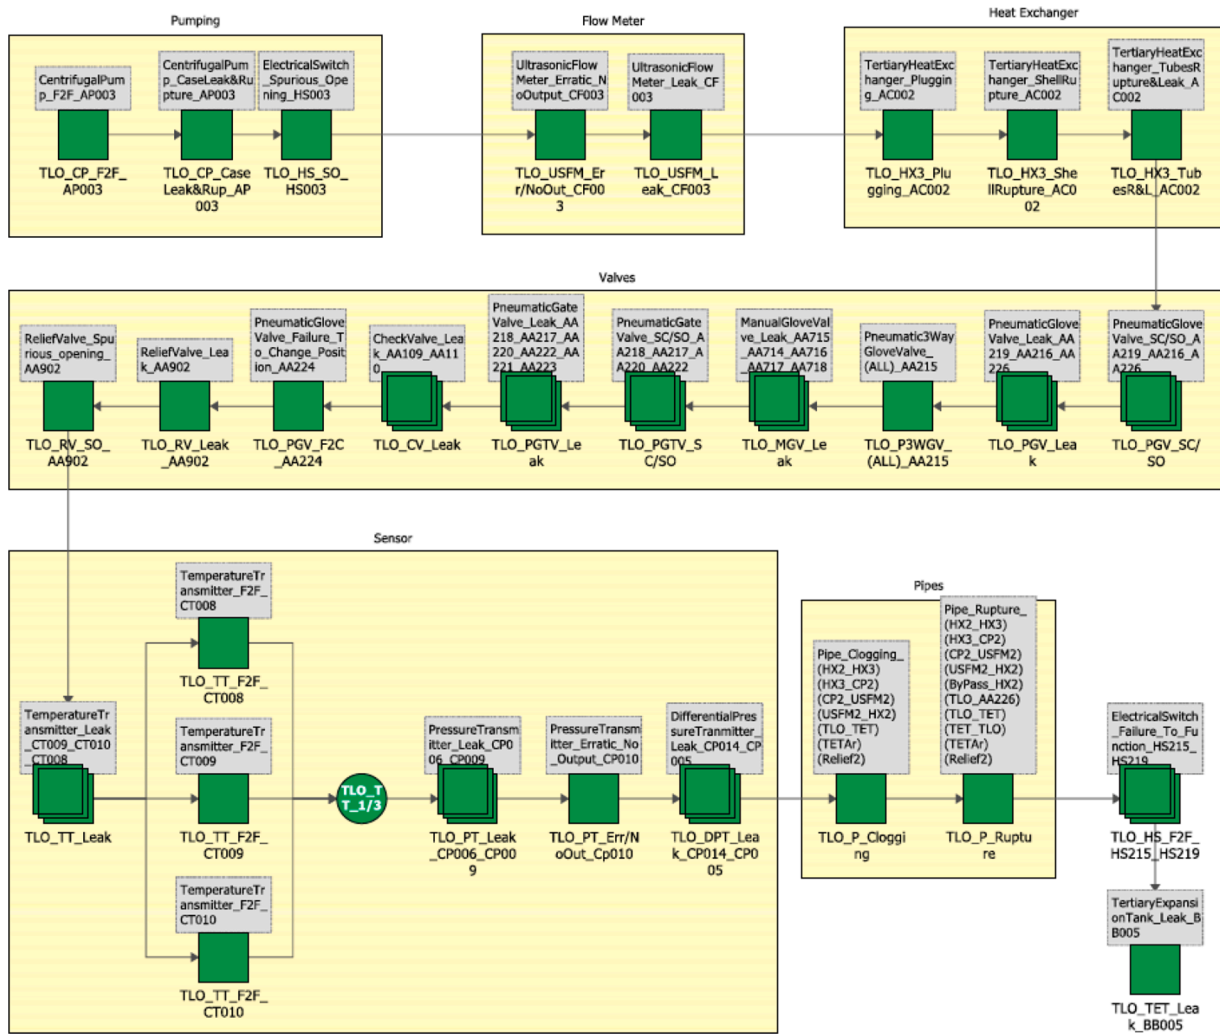 Pumping
Flow Meter
Heat Exchanger
CentrifugalPum
p_F2F_AP003
TLO_CP_F2F_
AP003
CentrifugalPum
p_CaseLeak&Ru
pture_AP003
TLO_CP_Case
Leak&Rup_AP
003
ElectricalSwitch
_Spurious_Ope
ning_HS003
TLO_HS_SO_
HS003
UltrasonicFlow
Meter_Erratic_N
oOutput_CF003
TLO_USFM_Er
r/NoOut_CF00
3
UltrasonicFlow
Meter_Leak_CF
003
TLO_USFM_L
eak_CF003
TertiaryHeatExc
hanger_Pluggin
g_AC002
TLO_HX3_Plu
gging_AC002
TertiaryHeatExc
hanger_ShellRu
pture_AC002
TLO_HX3_She
llRupture_AC0
02
TertiaryHeatExc
hanger_TubesR
upture&Leak_A
C002
TLO_HX3_Tub
esR&L_AC002
Valves
ReliefValve_Spu
rious_opening_
AA902
TLO_RV_SO_
AA902
ReliefValve_Lea
k_AA902
TLO_RV_Leak
_AA902
PneumaticGlove
Valve_Failure_T
o_Change_Posit
ion_AA224
TLO_PGV_F2C
_AA224
CheckValve_Lea
k_AA109_AA11
0
TLO_CV_Leak
PneumaticGate
Valve_Leak_AA
218_AA217_AA
220_AA222_AA
221_AA223
TLO_PGTV_Le
ak
PneumaticGate
Valve_SC/SO_A
A218_AA217_A
A220_AA222
TLO_PGTV_S
C/SO
ManualGloveVal
ve_Leak_AA715
_AA714_AA716
_AA717_AA718
TLO_MGV_Le
ak
Pneumatic3Way
GloveValve_
(ALL)_AA215
TLO_P3WGV_
(ALL)_AA215
PneumaticGlove
Valve_Leak_AA
219_AA216_AA
226
TLO_PGV_Lea
k
PneumaticGlove
Valve_SC/SO_A
A219_AA216_A
A226
TLO_PGV_SC/
SO
Sensor
TemperatureTr
ansmitter_Leak
_CT009_CT010
_CT008
TLO_TT_Leak
TemperatureTr
ansmitter_F2F_
CT008
TLO_TT_F2F_
CT008
TemperatureTr
ansmitter_F2F_
CT009
TLO_TT_F2F_
CT009
TemperatureTr
ansmitter_F2F_
CT010
TLO_TT_F2F_
CT010
TLO_T
T_1/3
PressureTransm
itter_Leak_CP0
06_CP009
TLO_PT_Leak
_CP006_CP00
9
PressureTransm
itter_Erratic_No
_Output_CP010
TLO_PT_Err/N
oOut_Cp010
DifferentialPres
sureTranmitter_
Leak_CP014_CP
005
TLO_DPT_Lea
k_CP014_CP0
05
Pipes
Pipe_Clogging_
(HX2_HX3)
(HX3_CP2)
(CP2_USFM2)
(USFM2_HX2)
(TLO_TET)
(TETAr)
(Relief2)
TLO_P_Cloggi
ng
Pipe_Rupture_
(HX2_HX3)
(HX3_CP2)
(CP2_USFM2)
(USFM2_HX2)
(ByPass_HX2)
(TLO_AA226)
(TLO_TET)
(TET_TLO)
(TETAr)
(Relief2)
TLO_P_Ruptu
re
ElectricalSwitch
_Failure_To_Fu
nction_HS215_
HS219
TLO_HS_F2F_
HS215_HS219
TertiaryExpansi
onTank_Leak_B
B005
TLO_TET_Lea
k_BB005